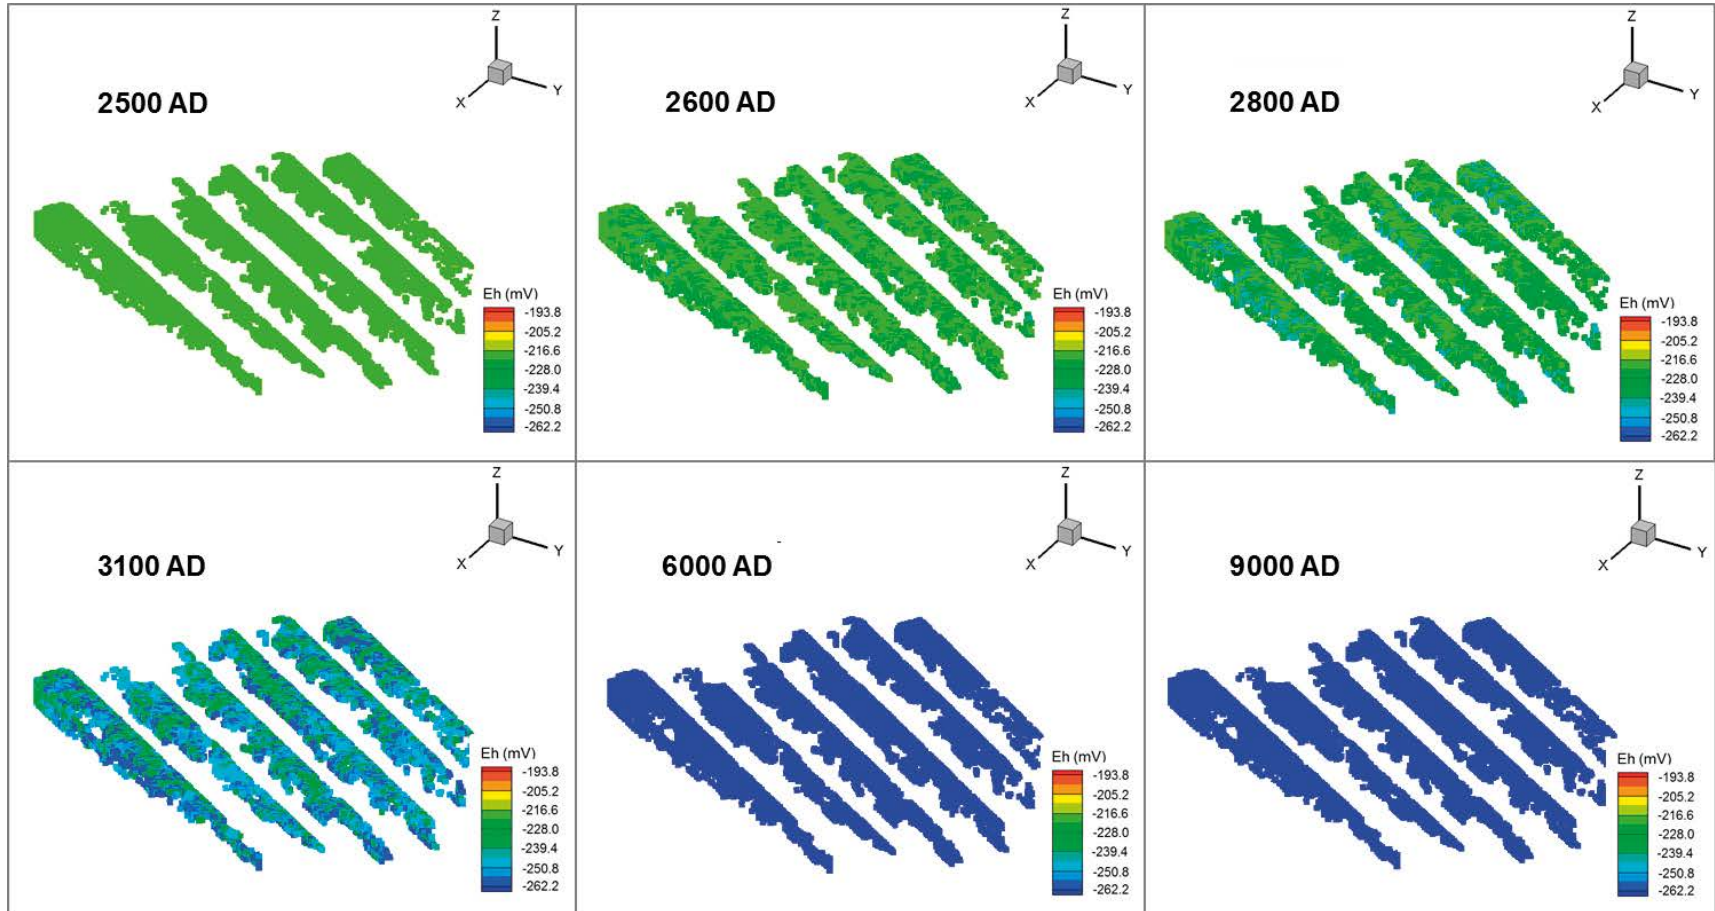 Z
Y
X
2500 AD
Eh (mV)
-193.8
-205.2
-216.6
-228.0
-239.4
-250.8
-262.2
Z
Y
X
2600 AD
Eh (mV)
-193.8
-205.2
-216.6
-228.0
-239.4
-250.8
-262.2
Z
Y
X
2800 AD
Eh (mV)
-193.8
-205.2
-216.6
-228.0
-239.4
-250.8
-262.2
Z
Y
X
3100 AD
Eh (mV)
-193.8
-205.2
-216.6
-228.0
-239.4
-250.8
-262.2
Z
Y
X
6000 AD
Eh (mV)
-193.8
-205.2
-216.6
-228.0
-239.4
-250.8
-262.2
Z
Y
X
9000 AD
Eh (mV)
-193.8
-205.2
-216.6
-228.0
-239.4
-250.8
-262.2